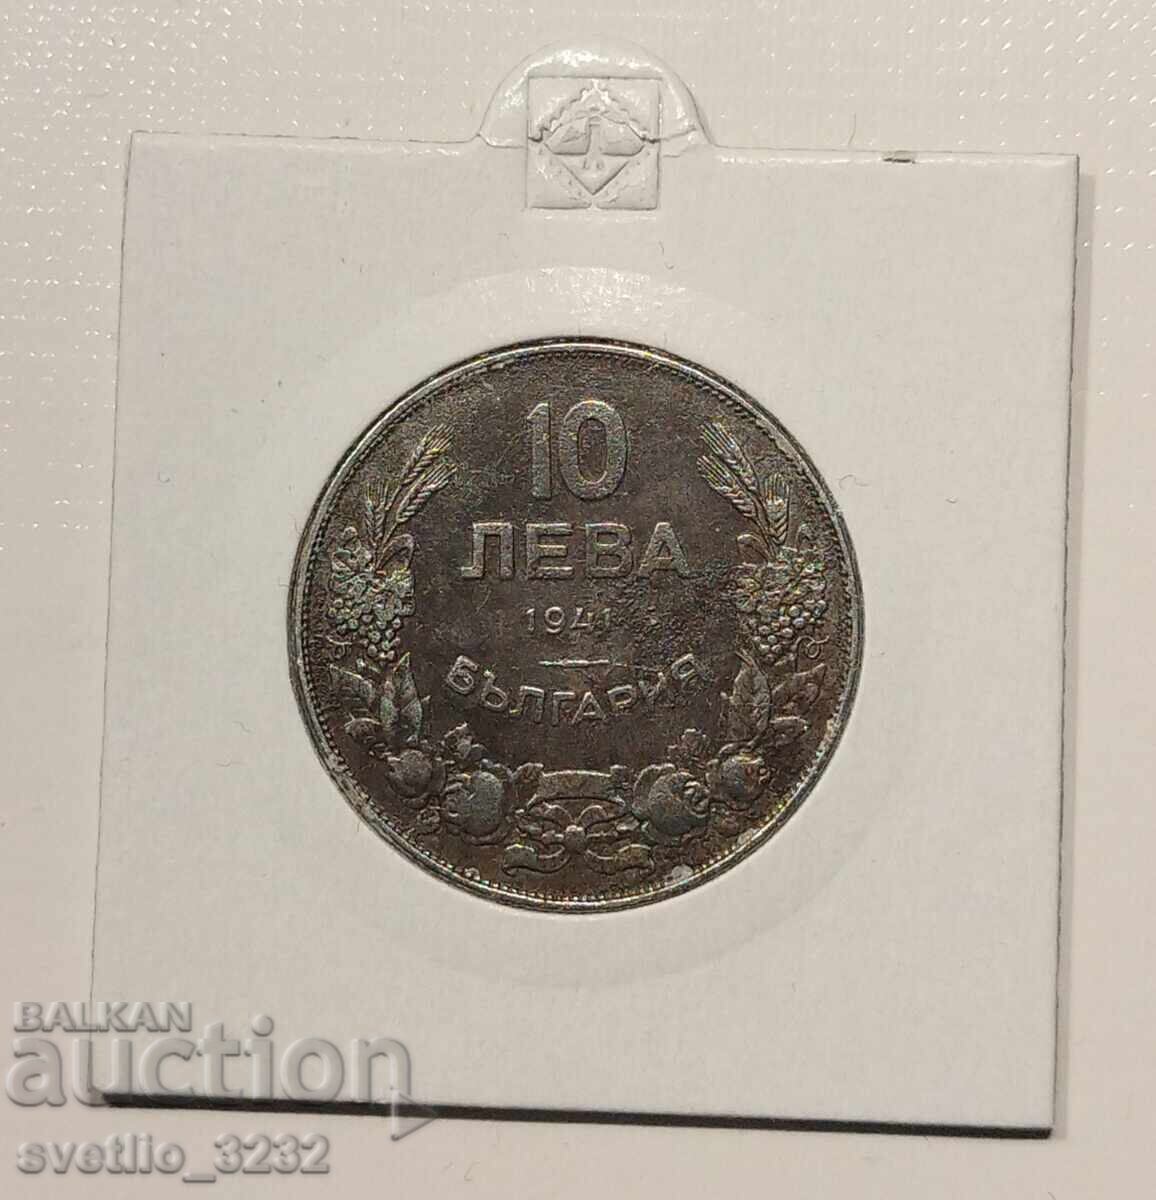 10
ЛЕВА
1941
БЪЛГАРИЯ
BALKAN
auction
svetlio_3232